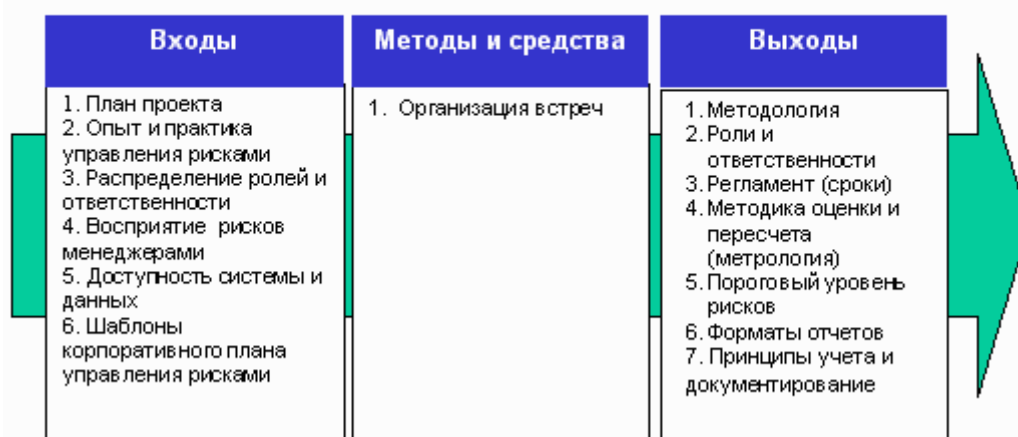 Входы
1. План проекта
2. Опыт и практика
управления рисками
3. Распределение ролей и
ответственности
4. Восприятие рисков
менеджерами
5. Доступность системы и
данных
6. Шаблоны
корпоративного плана
управления рисками
Методы и средства
1. Организация встреч
Выходы
1. Методология
2. Роли и
ответственности
3. Регламент (сроки)
4. Методика оценки и
пересчета
(метрология)
5. Пороговый уровень
рисков
6. Форматы отчетов
7. Принципы учета и
документирование